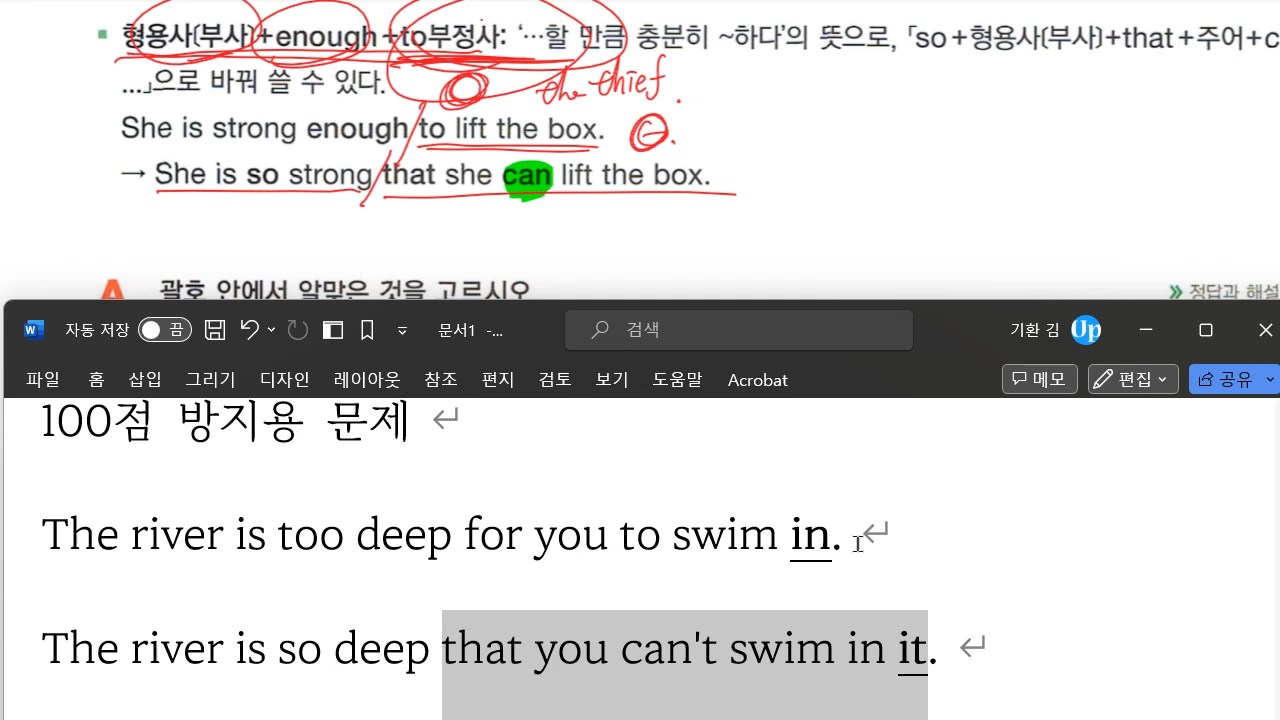 형용사(부사)+enough+to부정사: ‘…할 만큼 충분히 ~하다’의 뜻으로, 「so+형용사(부사)+that+주어+c
…」으로 바꿔 쓸 수 있다.
the thief.
She is strong enough to lift the box.
→ She is so strong that she can lift the box.
A 괄호 안에서 알맞은 것을 고르시오
» 정답과 해설
자동 저장 끔 문서1 -... 검색 기환 김 Up
파일 홈 삽입 그리기 디자인 레이아웃 참조 편지 검토 보기 도움말 Acrobat 메모 편집 공유
100점 방지용 문제 ↵
The river is too deep for you to swim in. ↵
The river is so deep that you can't swim in it. ↵